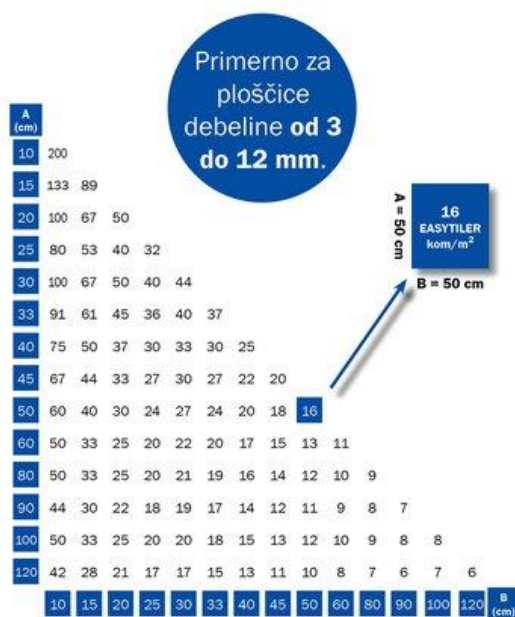 Primerno za
ploščice
debeline od 3
do 12 mm.
A
(cm)
10 200
15 133 89
20 100 67 50
25 80 53 40 32
30 100 67 50 40 44
33 91 61 45 36 40 37
40 75 50 37 30 33 30 25
45 67 44 33 27 30 27 22 20
50 60 40 30 24 27 24 20 18 16
60 50 33 25 20 22 20 17 15 13 11
80 50 33 25 20 21 19 16 14 12 10 9
90 44 30 22 18 19 17 14 12 11 9 8 7
100 50 33 25 20 20 18 15 13 12 10 9 8 8
120 42 28 21 17 17 15 13 11 10 8 7 6 7 6
10 15 20 25 30 33 40 45 50 60 80 90 100 120 B
(cm)
A = 50 cm
16
EASYTILER
kom/m²
B = 50 cm